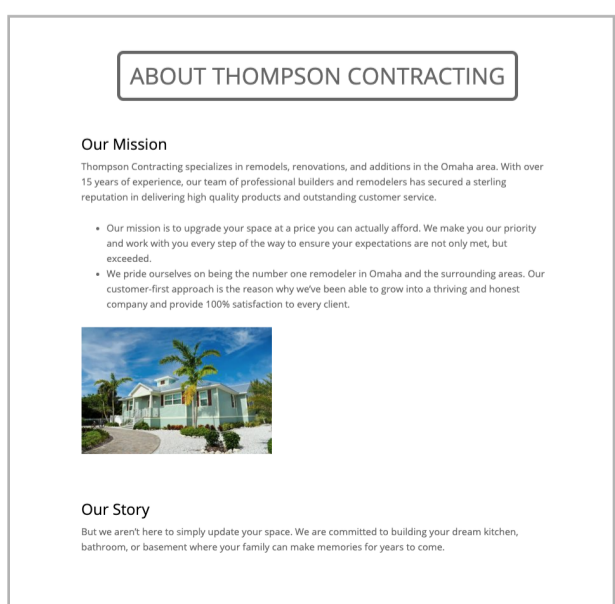 ABOUT THOMPSON CONTRACTING
Our Mission
Thompson Contracting specializes in remodels, renovations, and additions in the Omaha area. With over
15 years of experience, our team of professional builders and remodelers has secured a sterling
reputation in delivering high quality products and outstanding customer service.
• Our mission is to upgrade your space at a price you can actually afford. We make you our priority
and work with you every step of the way to ensure your expectations are not only met, but
exceeded.
• We pride ourselves on being the number one remodeler in Omaha and the surrounding areas. Our
customer-first approach is the reason why we’ve been able to grow into a thriving and honest
company and provide 100% satisfaction to every client.
Our Story
But we aren’t here to simply update your space. We are committed to building your dream kitchen,
bathroom, or basement where your family can make memories for years to come.